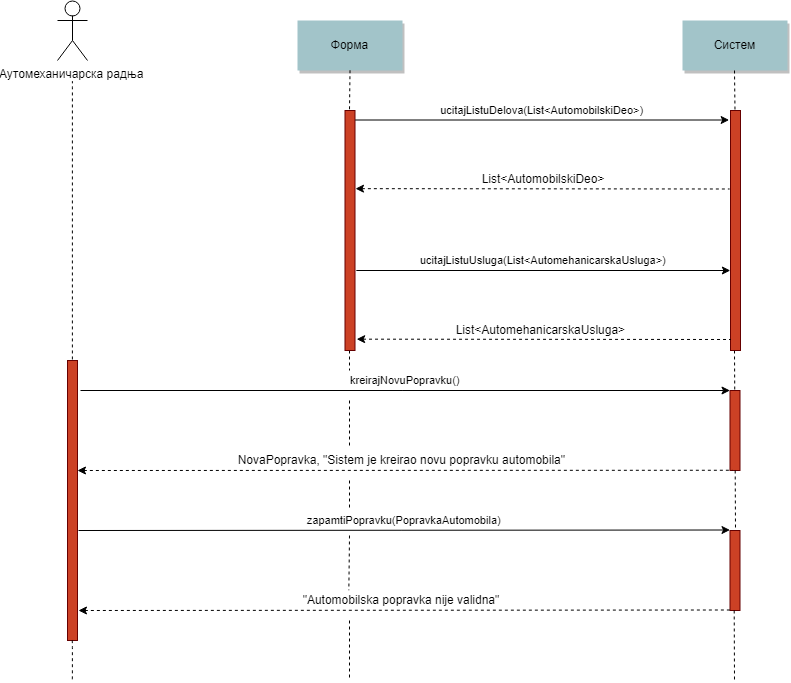 Форма
Систем
Аутомеханичарска радња
ucitajListuDelova(List<AutomobilskiDeo>)
List<AutomobilskiDeo>
ucitajListuUsluga(List<AutomehanicarskaUsluga>)
List<AutomehanicarskaUsluga>
kreirajNovuPopravku()
NovaPopravka, "Sistem je kreirao novu popravku automobila"
zapamtiPopravku(PopravkaAutomobila)
"Automobilska popravka nije validna"